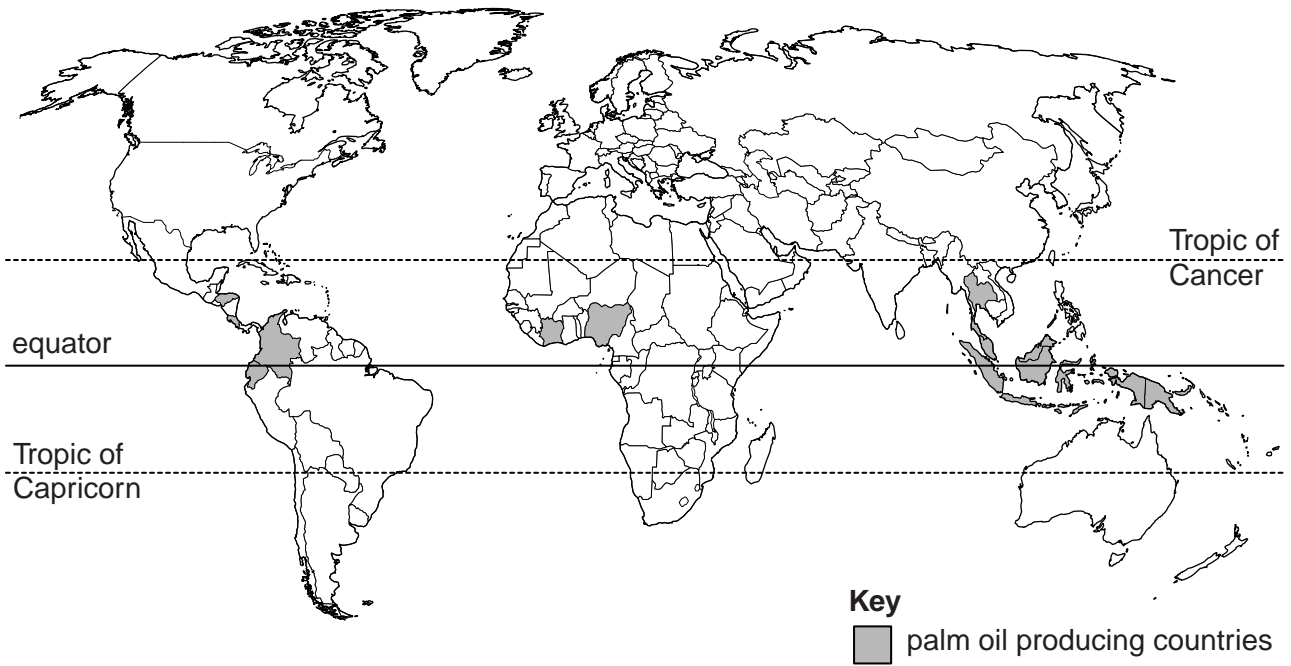 Tropic of
Cancer
equator
Tropic of
Capricorn
Key
palm oil producing countries